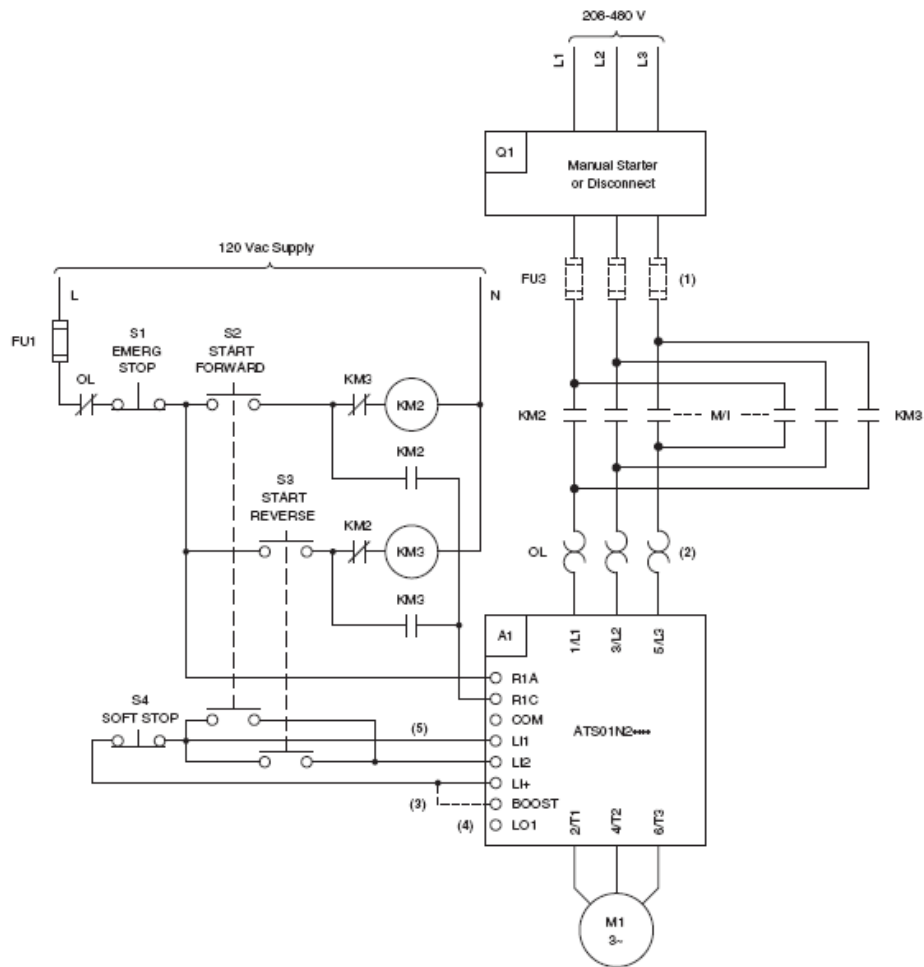 208-480 V
L1
L2
L3
Q1
Manual Starter
or Disconnect
120 Vac Supply
L
N
FU3
(1)
FU1
S1
EMERG
STOP
S2
START
FORWARD
OL
KM3
KM2
KM2
KM2
M/I
KM3
S3
START
REVERSE
KM2
KM3
KM3
OL
(2)
A1
1/L1
3/L2
5/L3
R1A
R1C
COM
ATS01N2****
S4
SOFT STOP
(5)
LI1
LI2
LI+
(3)
BOOST
(4)
LO1
2/T1
4/T2
6/T3
M1
3~